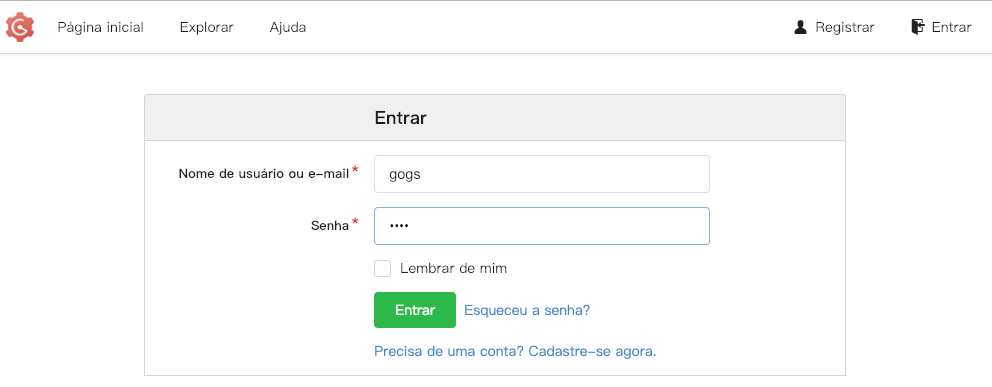 Página inicial Explorar Ajuda Registrar Entrar
Entrar
Nome de usuário ou e-mail* gogs
Senha* ••••
Lembrar de mim
Entrar Esqueceu a senha?
Precisa de uma conta? Cadastre-se agora.